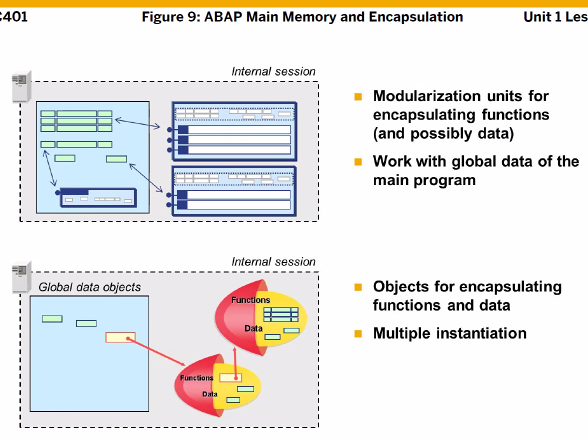 C401
Figure 9: ABAP Main Memory and Encapsulation
Unit 1 Les
Internal session
Modularization units for
encapsulating functions
(and possibly data)
Work with global data of the
main program
Internal session
Global data objects
Functions
Data
Functions
Data
Objects for encapsulating
functions and data
Multiple instantiation